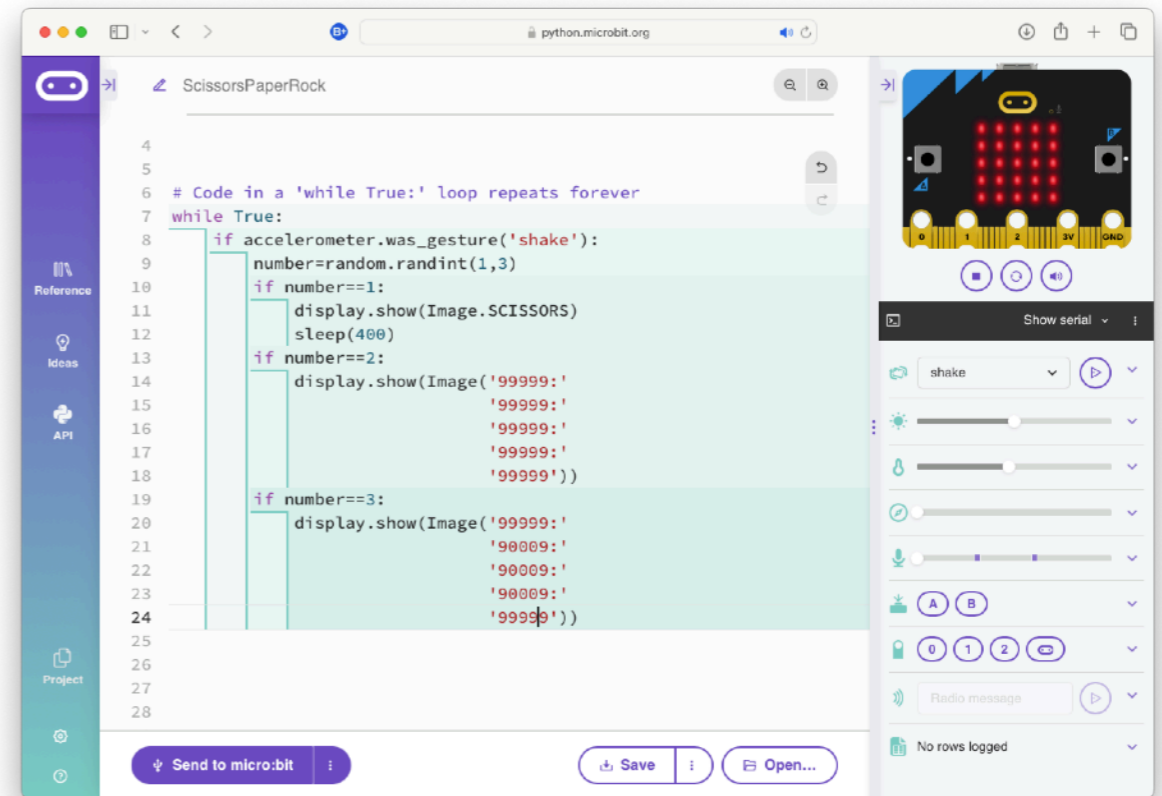 python.microbit.org
ScissorsPaperRock
4
5
6 # Code in a 'while True:' loop repeats forever
7 while True:
8 if accelerometer.was_gesture('shake'):
9 number=random.randint(1,3)
10 if number==1:
11 display.show(Image.SCISSORS)
12 sleep(400)
13 if number==2:
14 display.show(Image('99999:'
15 '99999:'
16 '99999:'
17 '99999:'
18 '99999'))
19 if number==3:
20 display.show(Image('99999:'
21 '90009:'
22 '90009:'
23 '90009:'
24 '99999'))
25
26
27
28
Reference
Ideas
API
Project
Send to micro:bit
Save
Open...
A
B
0 1 2 3V GND
Show serial
shake
A B
0 1 2
Radio message
No rows logged